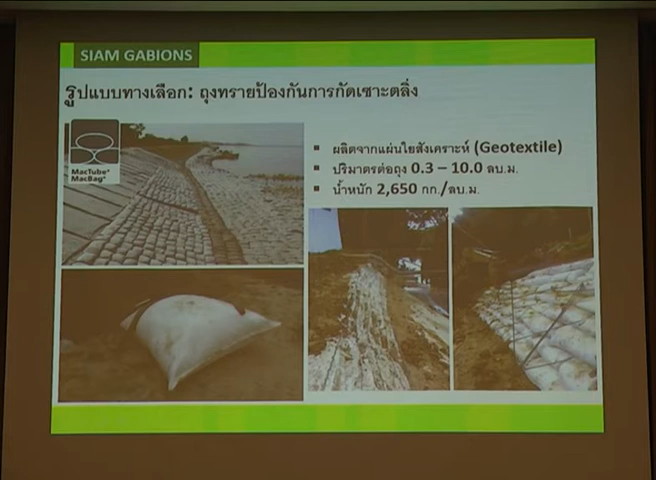 SIAM GABIONS
รูปแบบทางเลือก: ถุงทรายป้องกันการกัดเซาะตลิ่ง
MacTube®
MacBag®
▪ ผลิตจากแผ่นใยสังเคราะห์ (Geotextile)
▪ ปริมาตรต่อถุง 0.3 – 10.0 ลบ.ม.
▪ น้ำหนัก 2,650 กก./ลบ.ม.